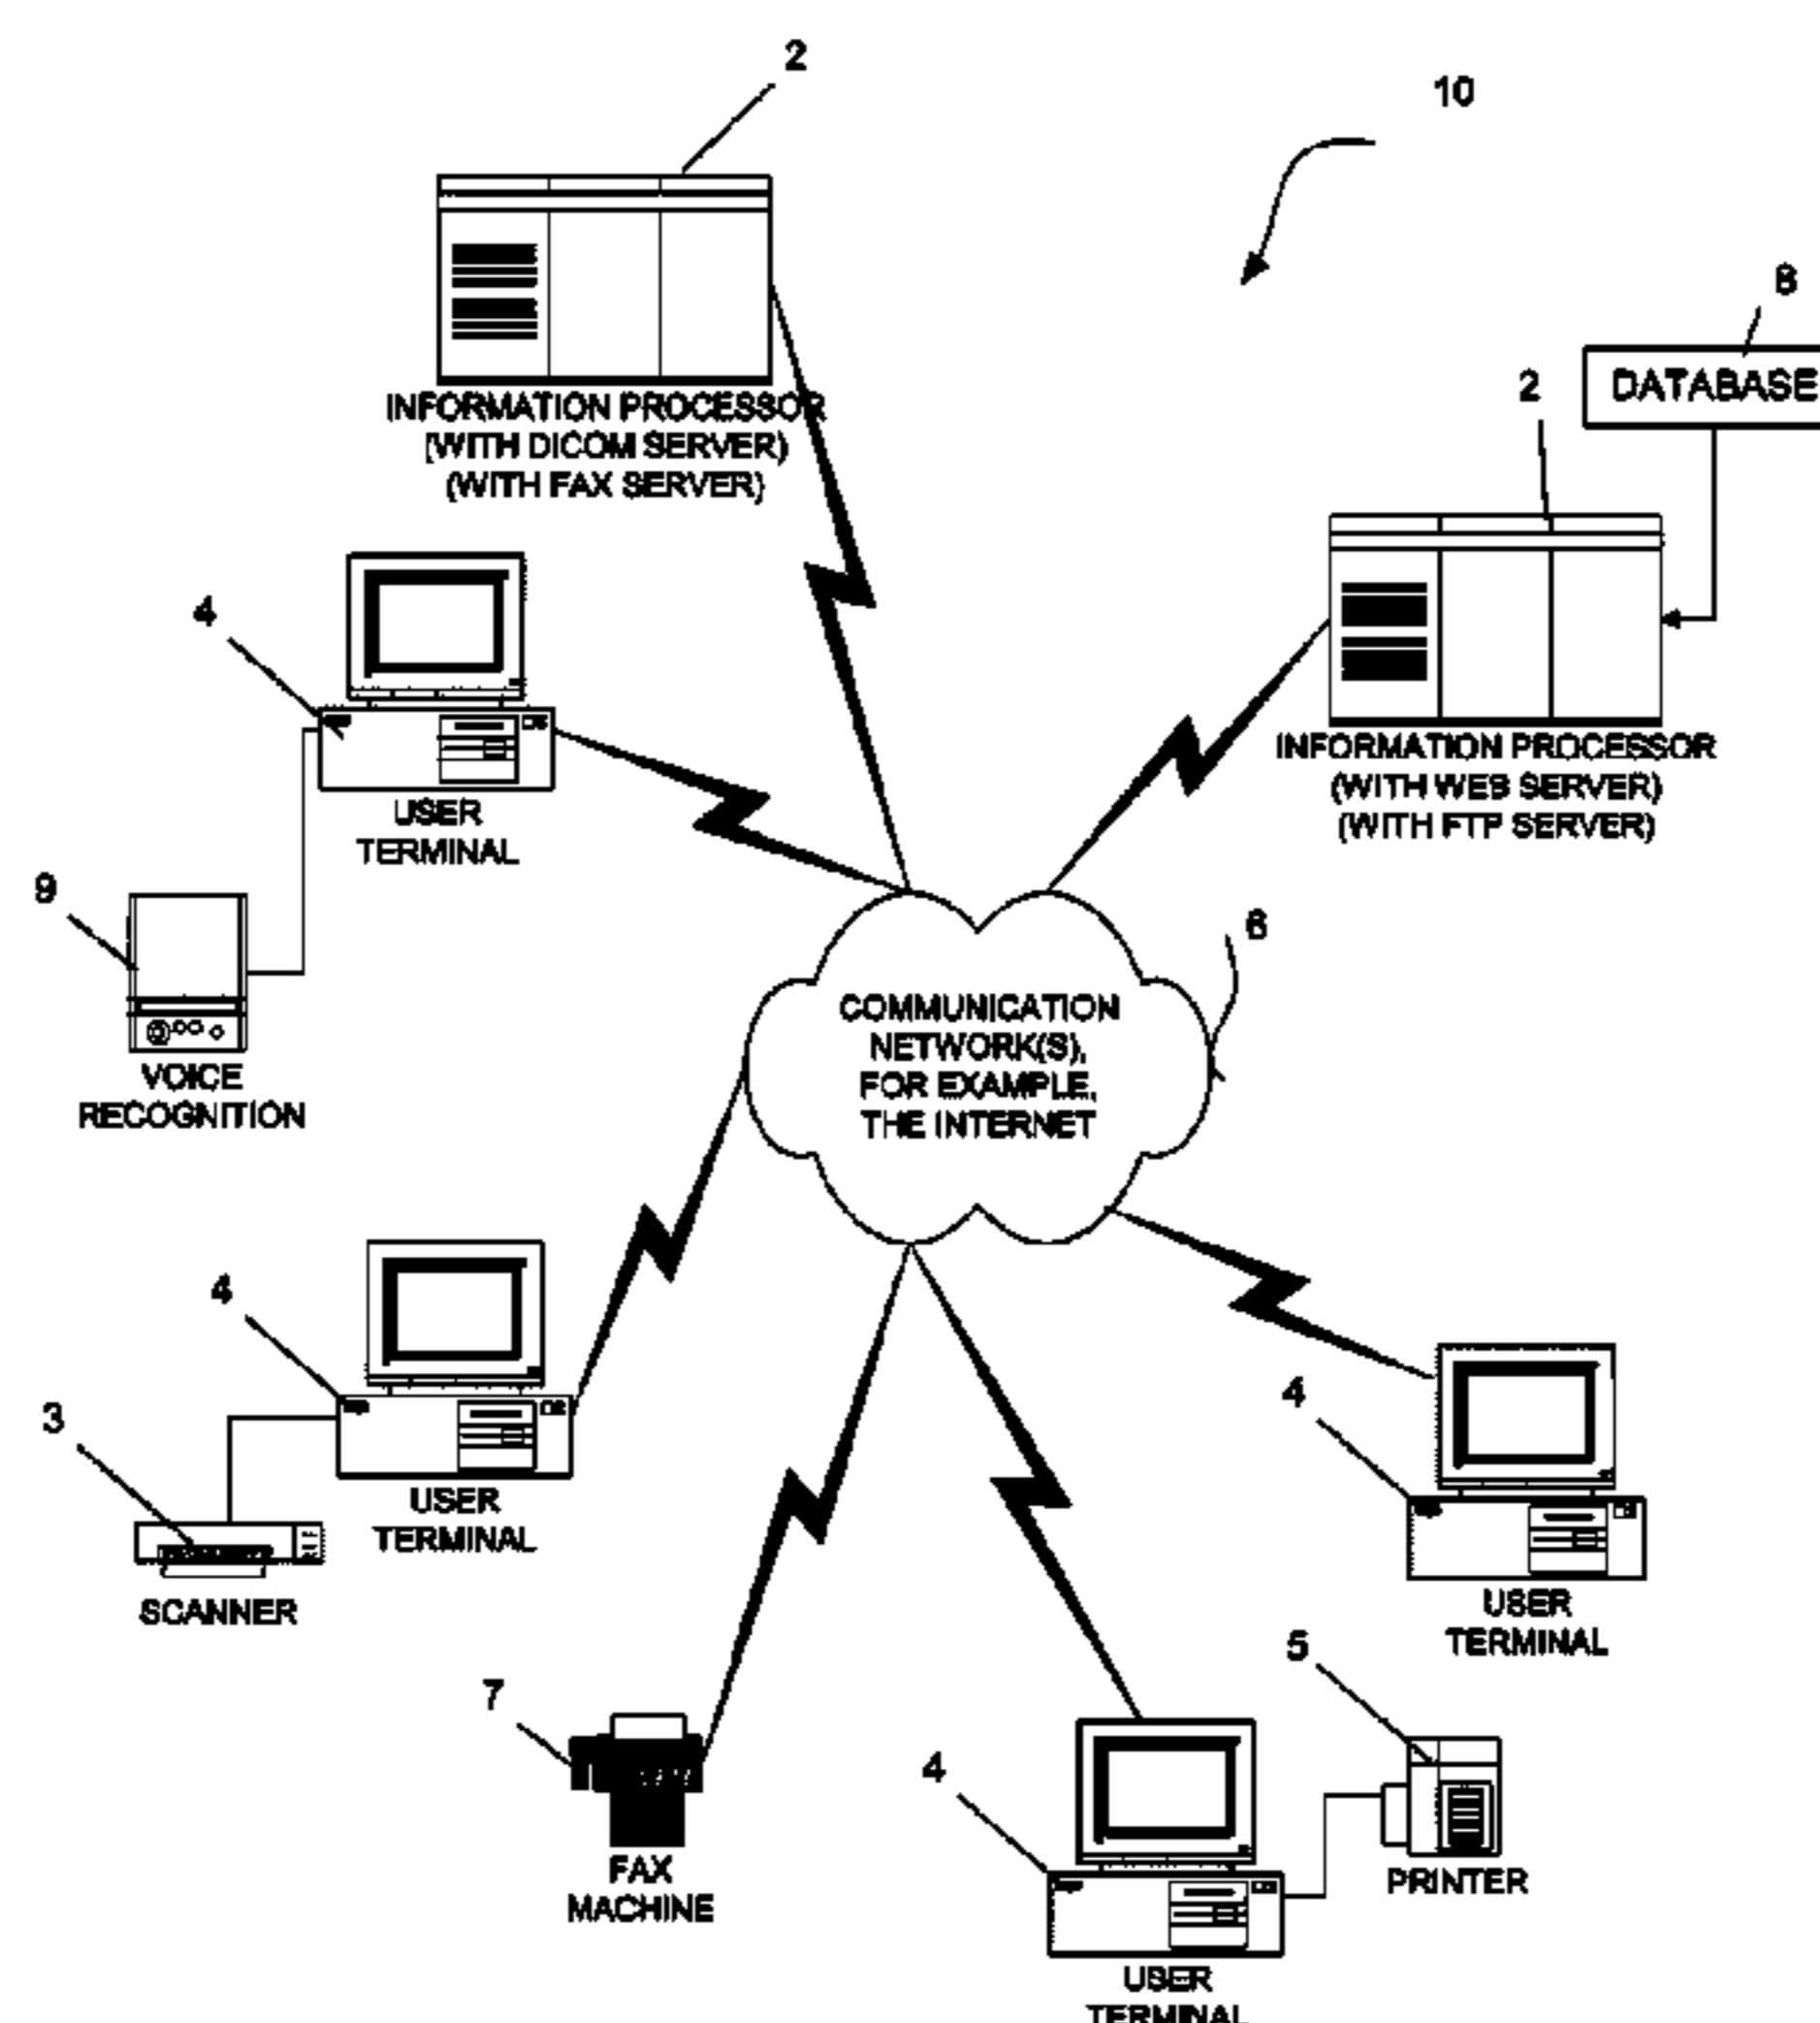 2
10
INFORMATION PROCESSOR
(WITH DICOM SERVER)
(WITH FAX SERVER)
8
DATABASE
2
INFORMATION PROCESSOR
(WITH WEB SERVER)
(WITH FTP SERVER)
4
USER
TERMINAL
9
VOICE
RECOGNITION
6
COMMUNICATION
NETWORK(S),
FOR EXAMPLE,
THE INTERNET
4
USER
TERMINAL
3
SCANNER
4
USER
TERMINAL
7
FAX
MACHINE
4
USER
TERMINAL
5
PRINTER